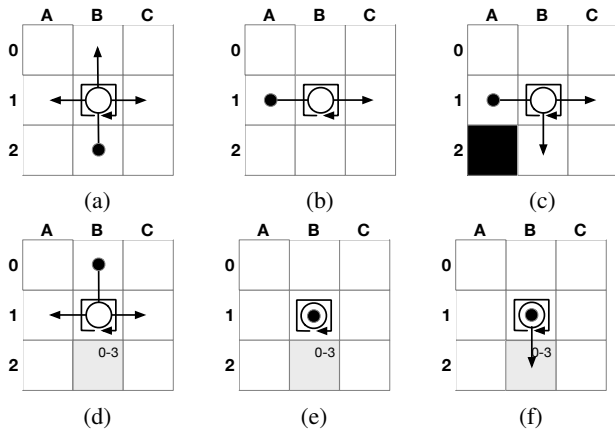 A B C A B C A B C
0 0 0
1 1 1
2 2 2
(a) (b) (c)
A B C A B C A B C
0 0 0
1 1 1
0-3 0-3 0-3
2 2 2
(d) (e) (f)